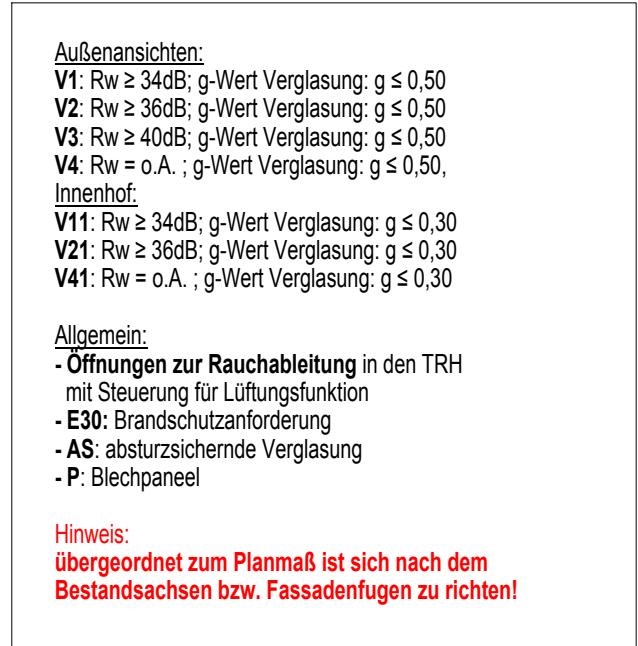 Außenansichten:
V1: Rw ≥ 34dB; g-Wert Verglasung: g ≤ 0,50
V2: Rw ≥ 36dB; g-Wert Verglasung: g ≤ 0,50
V3: Rw ≥ 40dB; g-Wert Verglasung: g ≤ 0,50
V4: Rw = o.A. ; g-Wert Verglasung: g ≤ 0,50,
Innenhof:
V11: Rw ≥ 34dB; g-Wert Verglasung: g ≤ 0,30
V21: Rw ≥ 36dB; g-Wert Verglasung: g ≤ 0,30
V41: Rw = o.A. ; g-Wert Verglasung: g ≤ 0,30
Allgemein:
- Öffnungen zur Rauchableitung in den TRH
mit Steuerung für Lüftungsfunktion
- E30: Brandschutzanforderung
- AS: absturzsichernde Verglasung
- P: Blechpaneel
Hinweis:
übergeordnet zum Planmaß ist sich nach dem
Bestandsachsen bzw. Fassadenfugen zu richten!